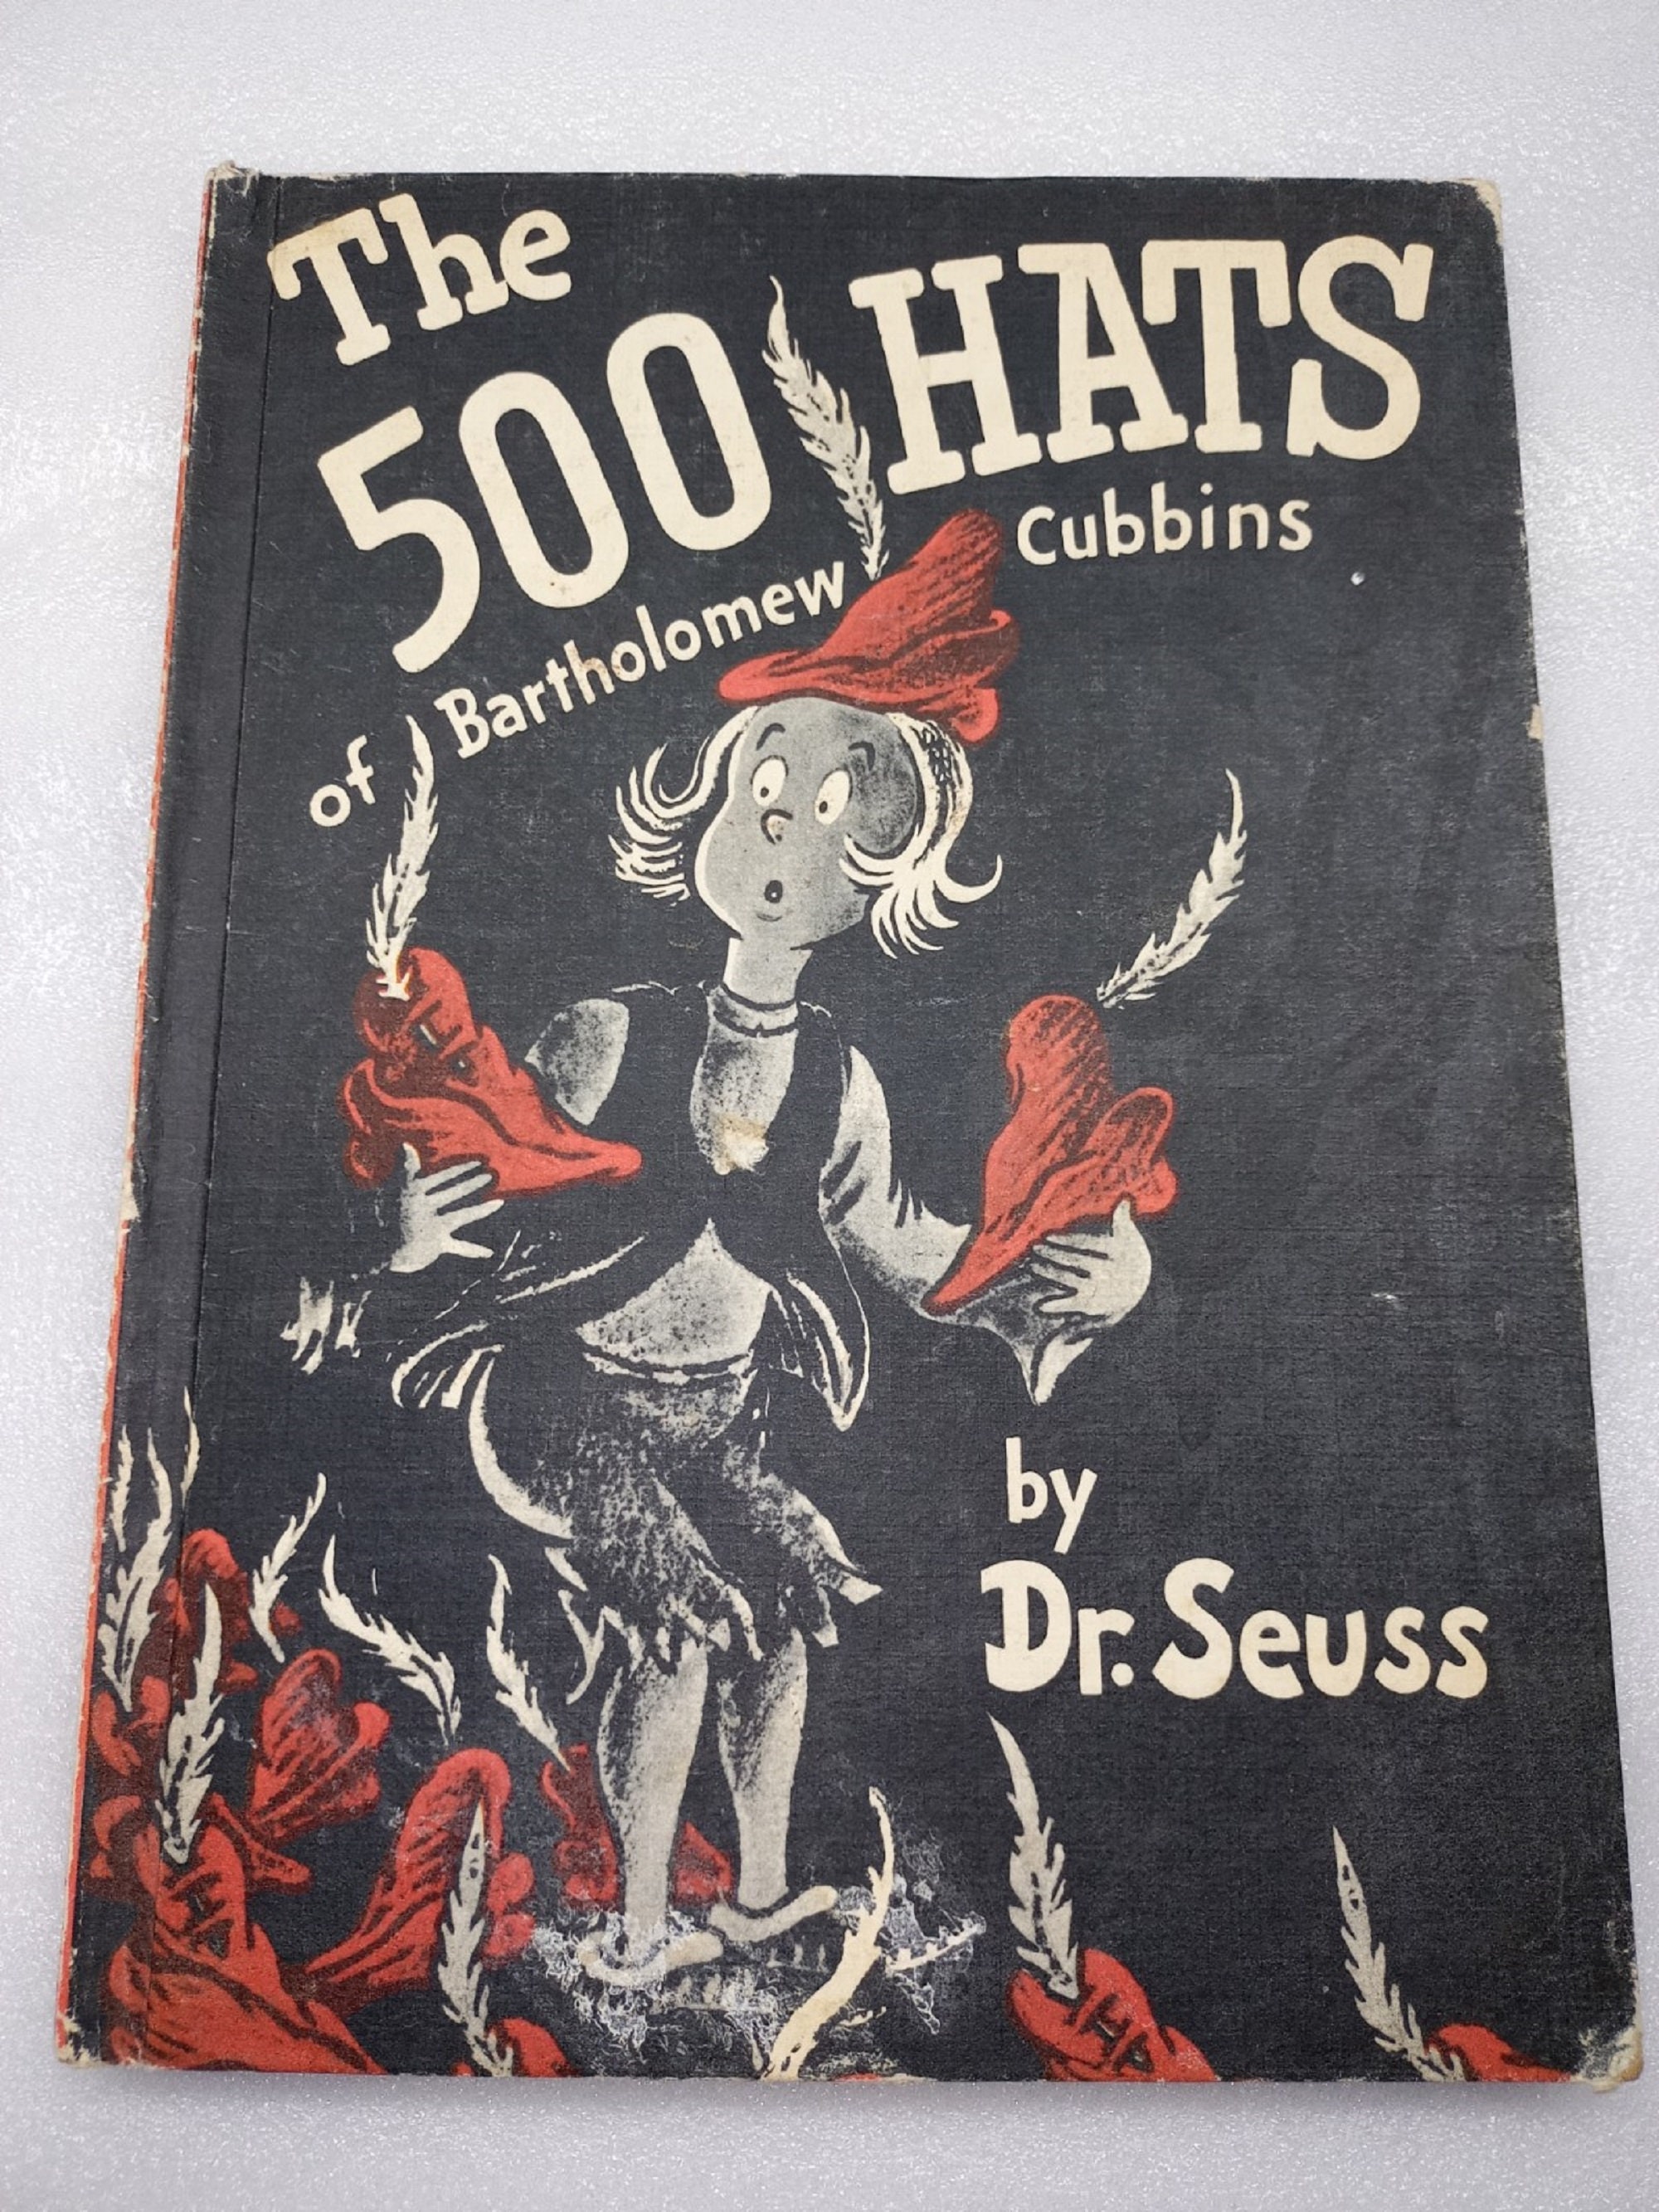 The
500 HATS
of Bartholomew Cubbins
by
Dr. Seuss